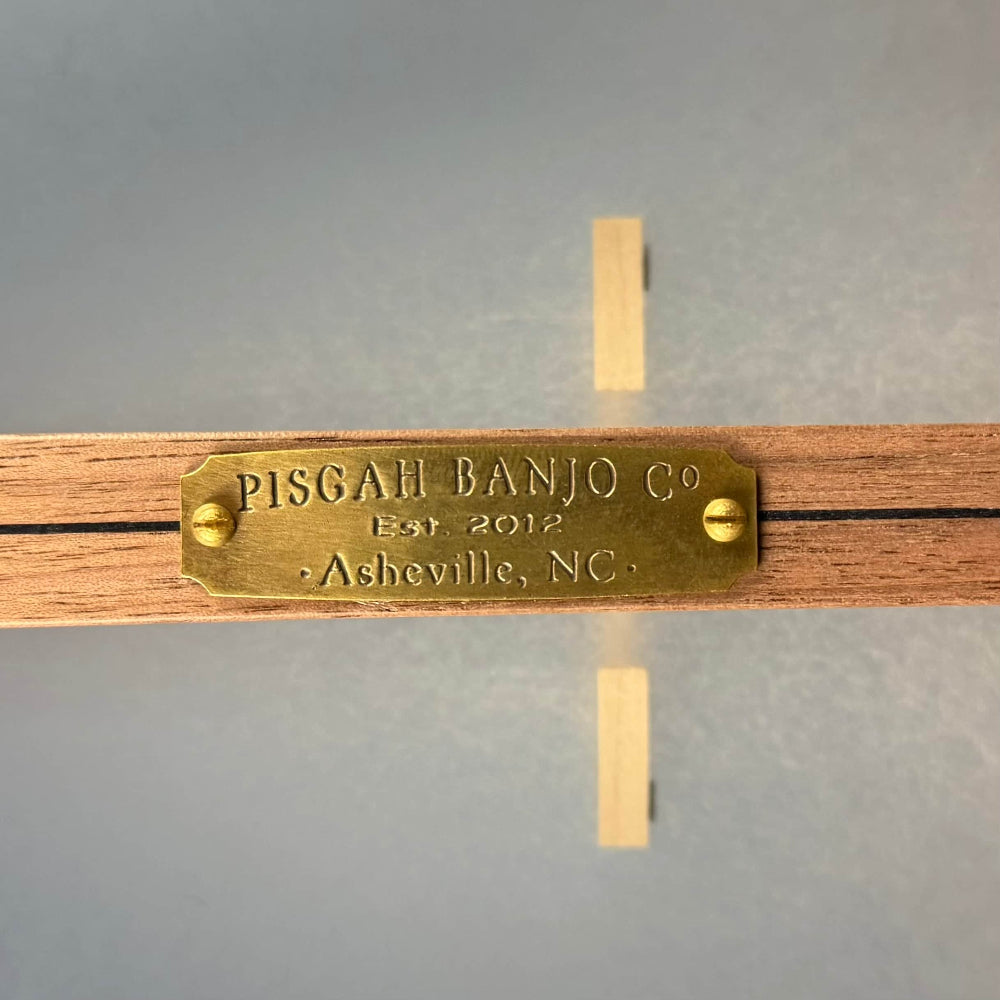 PISGAH BANJO Co
Est. 2012
·Asheville, NC·